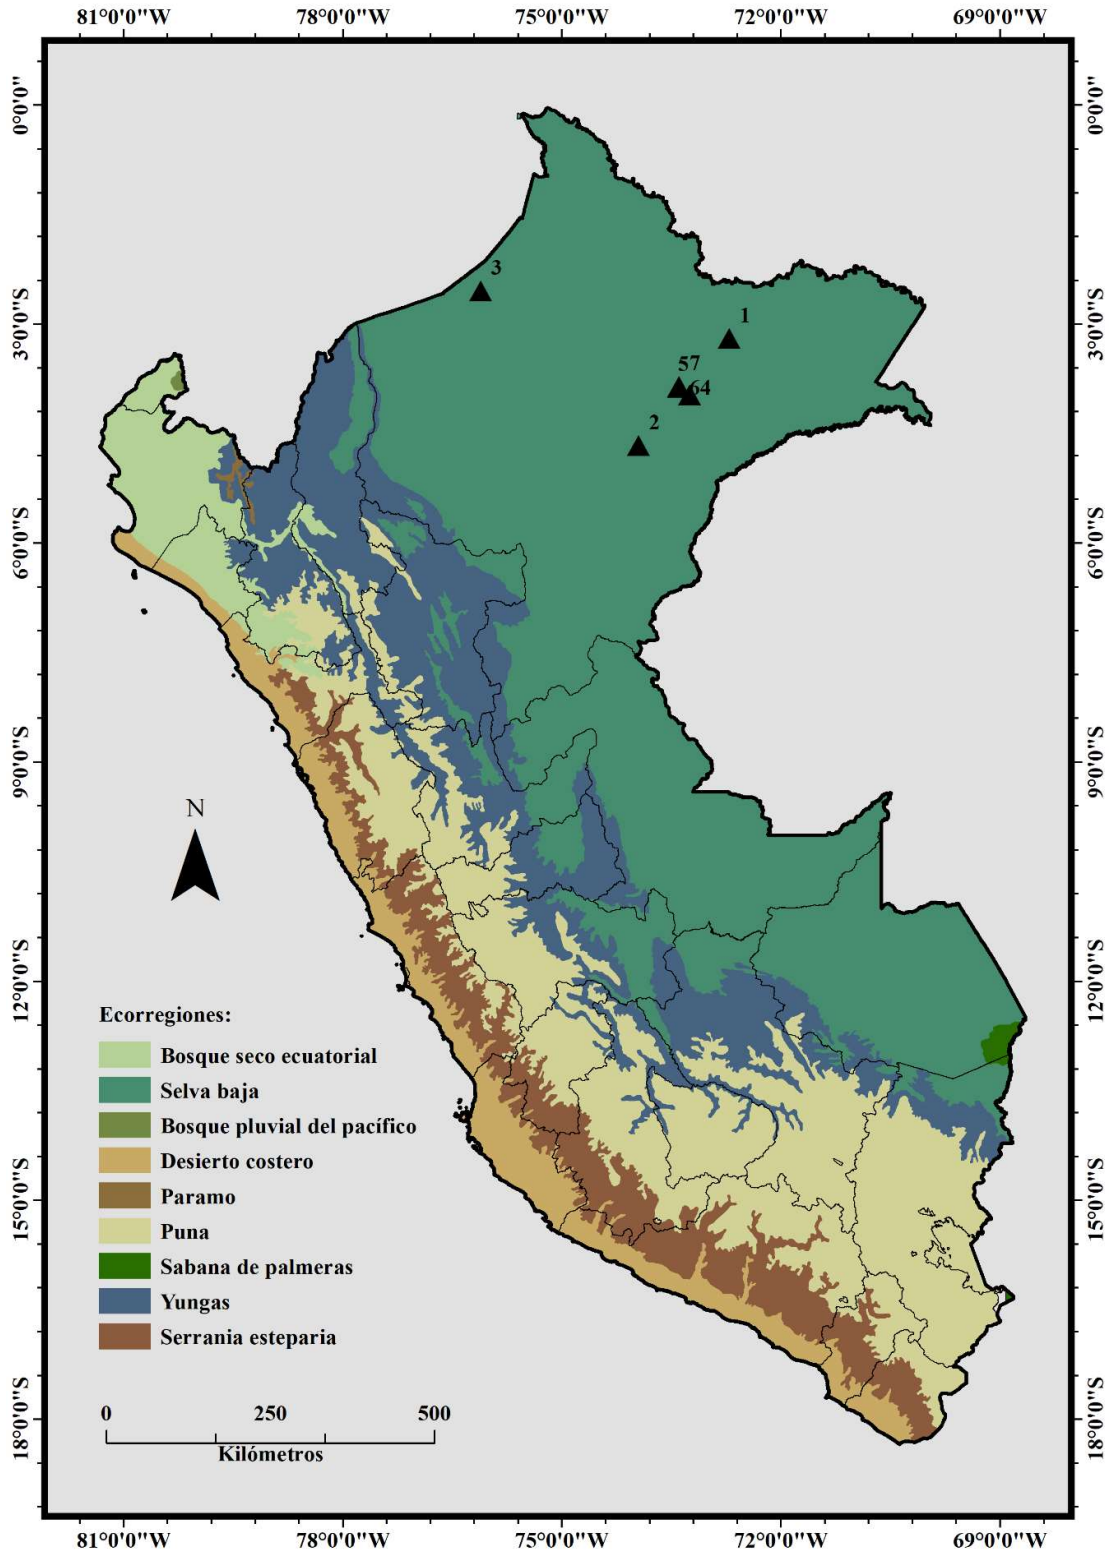 81°0'0"W 78°0'0"W 75°0'0"W 72°0'0"W 69°0'0"W
0°0'0"
0°0'0"
3
3°0'0"S
3°0'0"S
1
57
64
2
6°0'0"S
6°0'0"S
9°0'0"S
9°0'0"S
N
12°0'0"S
12°0'0"S
Ecorregiones:
Bosque seco ecuatorial
Selva baja
Bosque pluvial del pacífico
Desierto costero
Paramo
Puna
Sabana de palmeras
Yungas
Serrania esteparia
15°0'0"S
15°0'0"S
18°0'0"S
18°0'0"S
0 250 500
Kilómetros
81°0'0"W 78°0'0"W 75°0'0"W 72°0'0"W 69°0'0"W